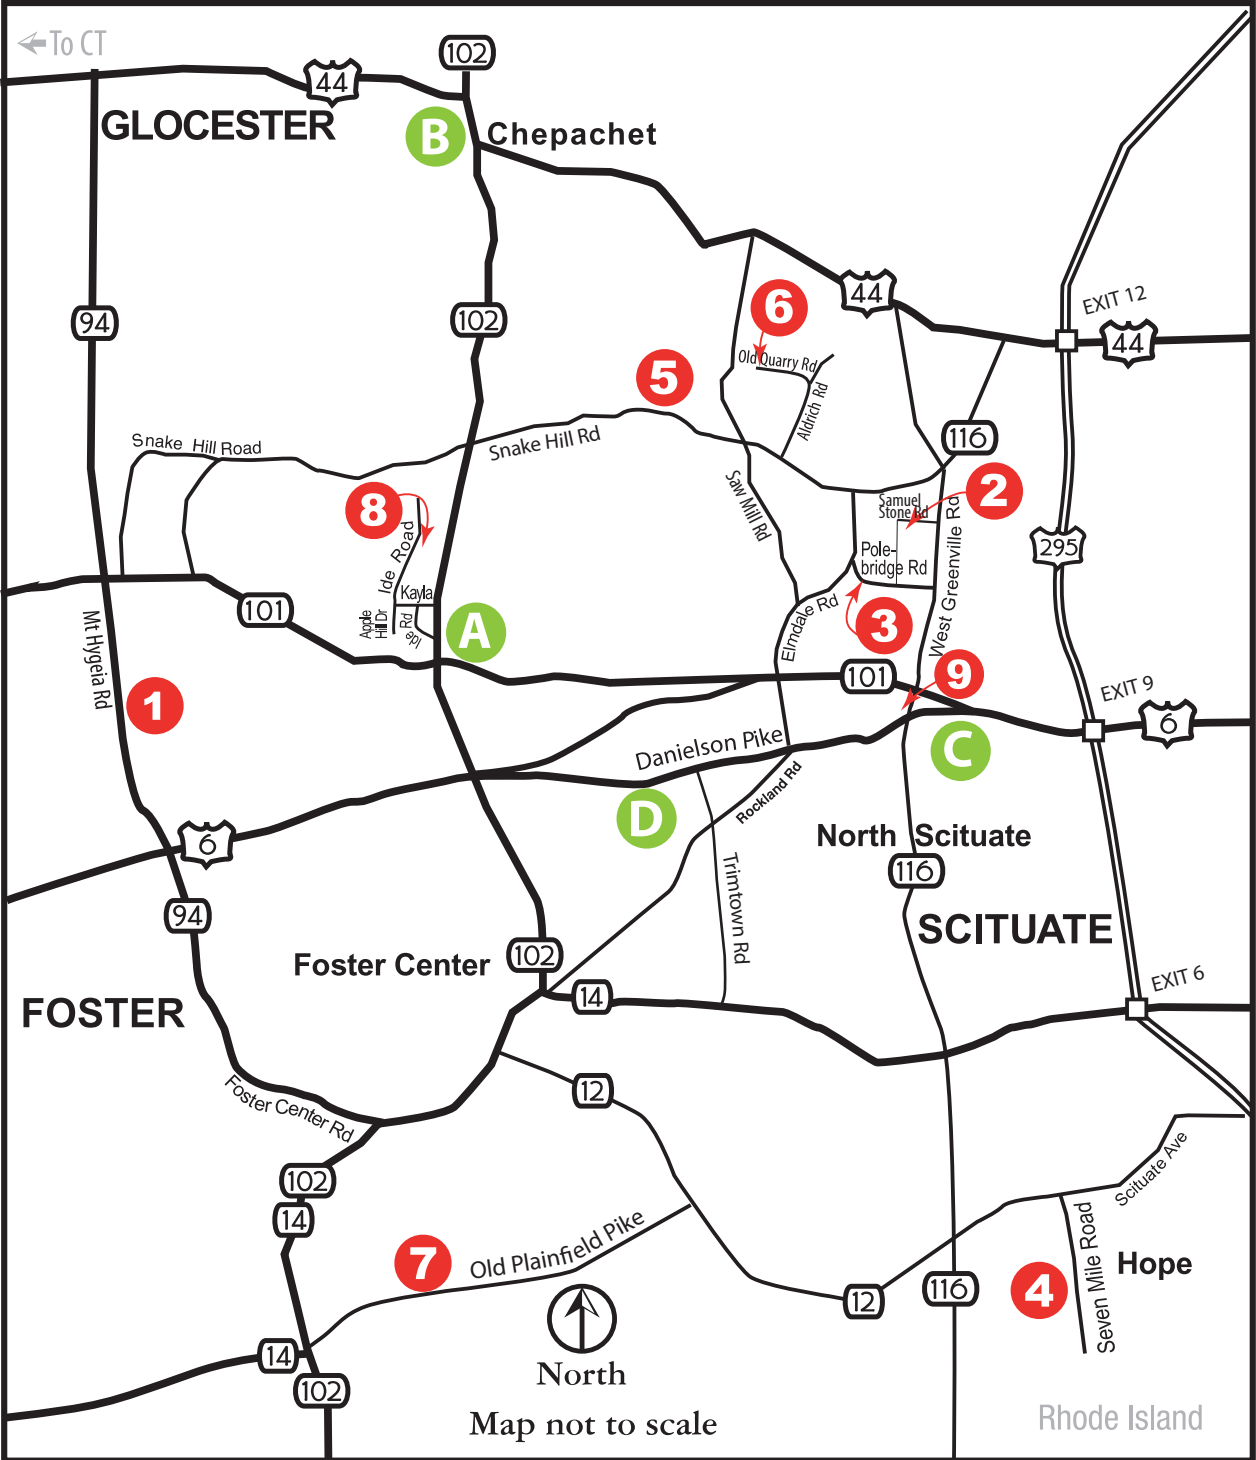 To CT
102
44
GLOCESTER
B
Chepachet
6
44
EXIT 12
94
102
44
Old Quarry Rd
5
Aldrich Rd
Snake Hill Road
Snake Hill Rd
116
8
Saw Mill Rd
2
Samuel
Stone Rd
295
Ide Road
Pole-
bridge Rd
West Greenville Rd
Kayla
101
Apple
Hill Dr
Rd
Ide
A
Elmdale Rd
3
Mt Hygeia Rd
101
9
EXIT 9
1
6
Danielson Pike
C
D
Rockland Rd
6
North Scituate
Trimtown Rd
116
94
SCITUATE
Foster Center
102
14
EXIT 6
FOSTER
12
Foster Center Rd
Scituate Ave
102
14
Old Plainfield Pike
7
Seven Mile Road
Hope
4
12
116
14
North
102
Map not to scale
Rhode Island